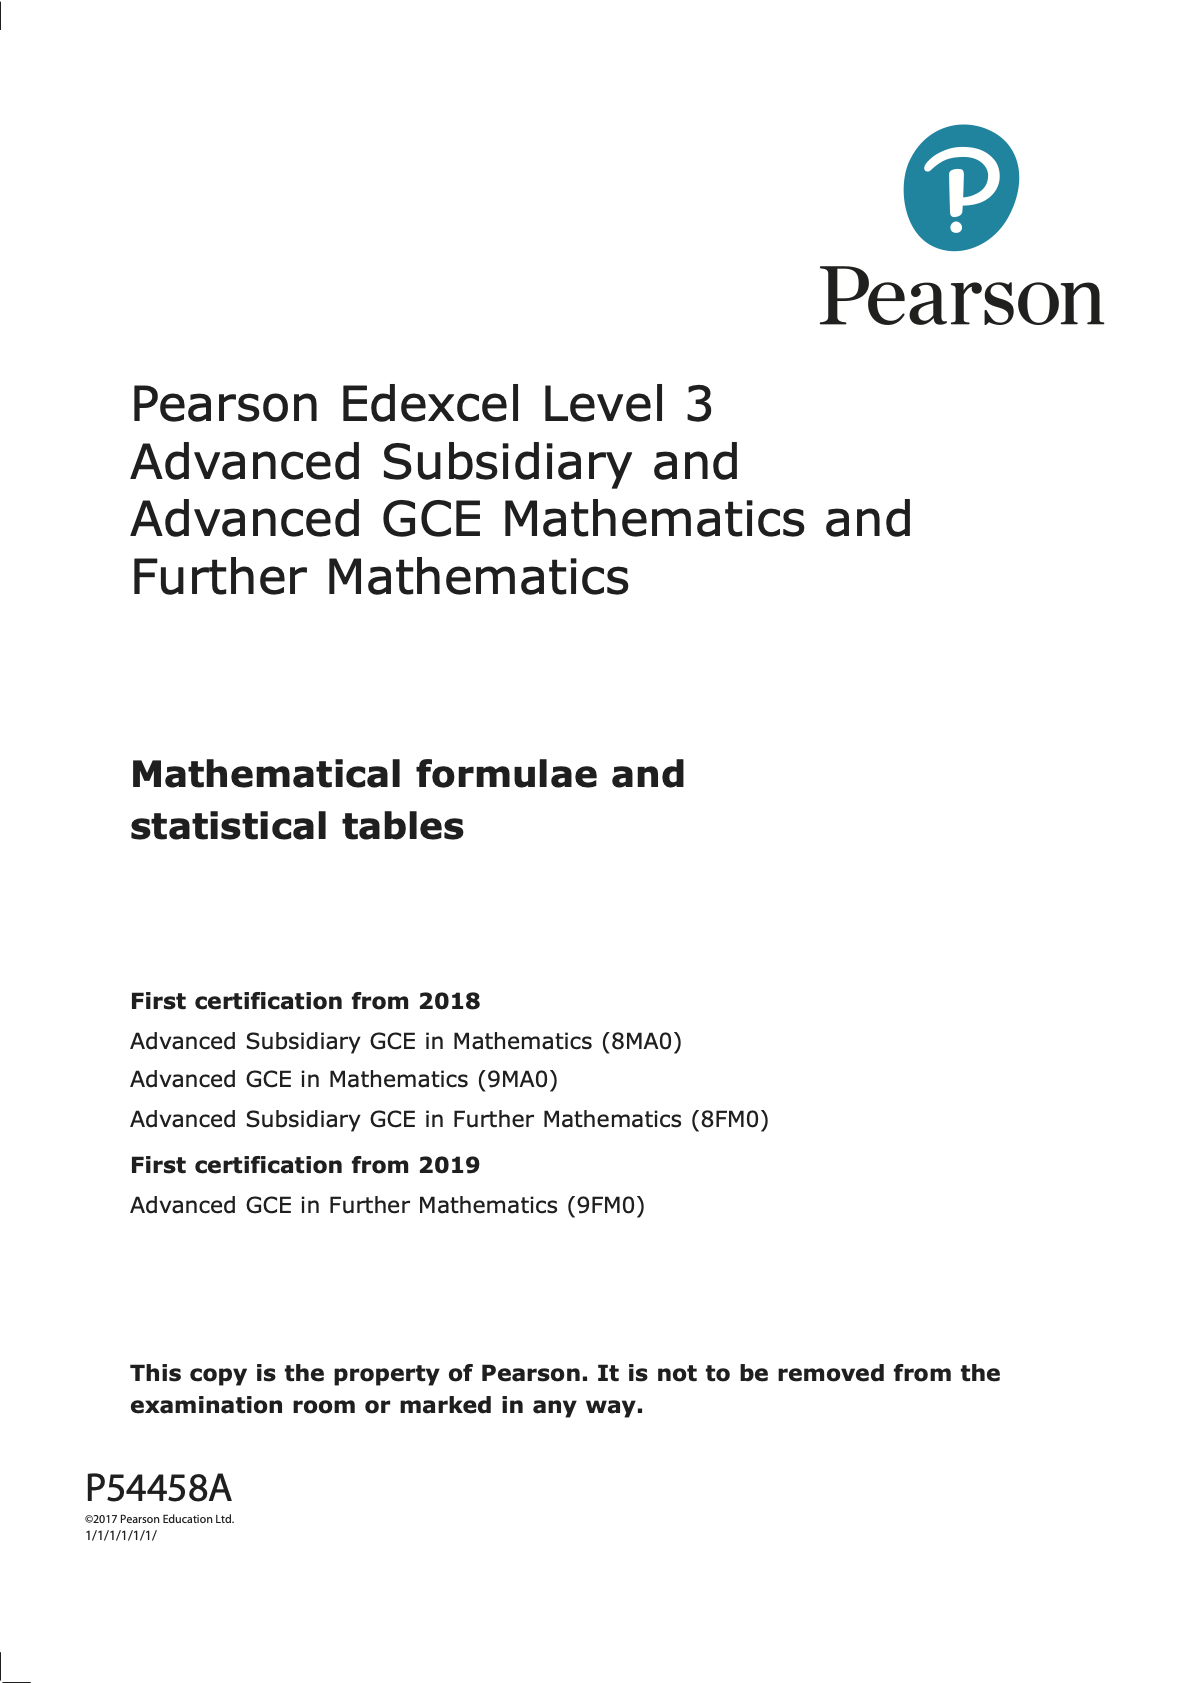 Pearson
Pearson Edexcel Level 3
Advanced Subsidiary and
Advanced GCE Mathematics and
Further Mathematics
Mathematical formulae and
statistical tables
First certification from 2018
Advanced Subsidiary GCE in Mathematics (8MA0)
Advanced GCE in Mathematics (9MA0)
Advanced Subsidiary GCE in Further Mathematics (8FM0)
First certification from 2019
Advanced GCE in Further Mathematics (9FM0)
This copy is the property of Pearson. It is not to be removed from the
examination room or marked in any way.
P54458A
©2017 Pearson Education Ltd.
1/1/1/1/1/1/